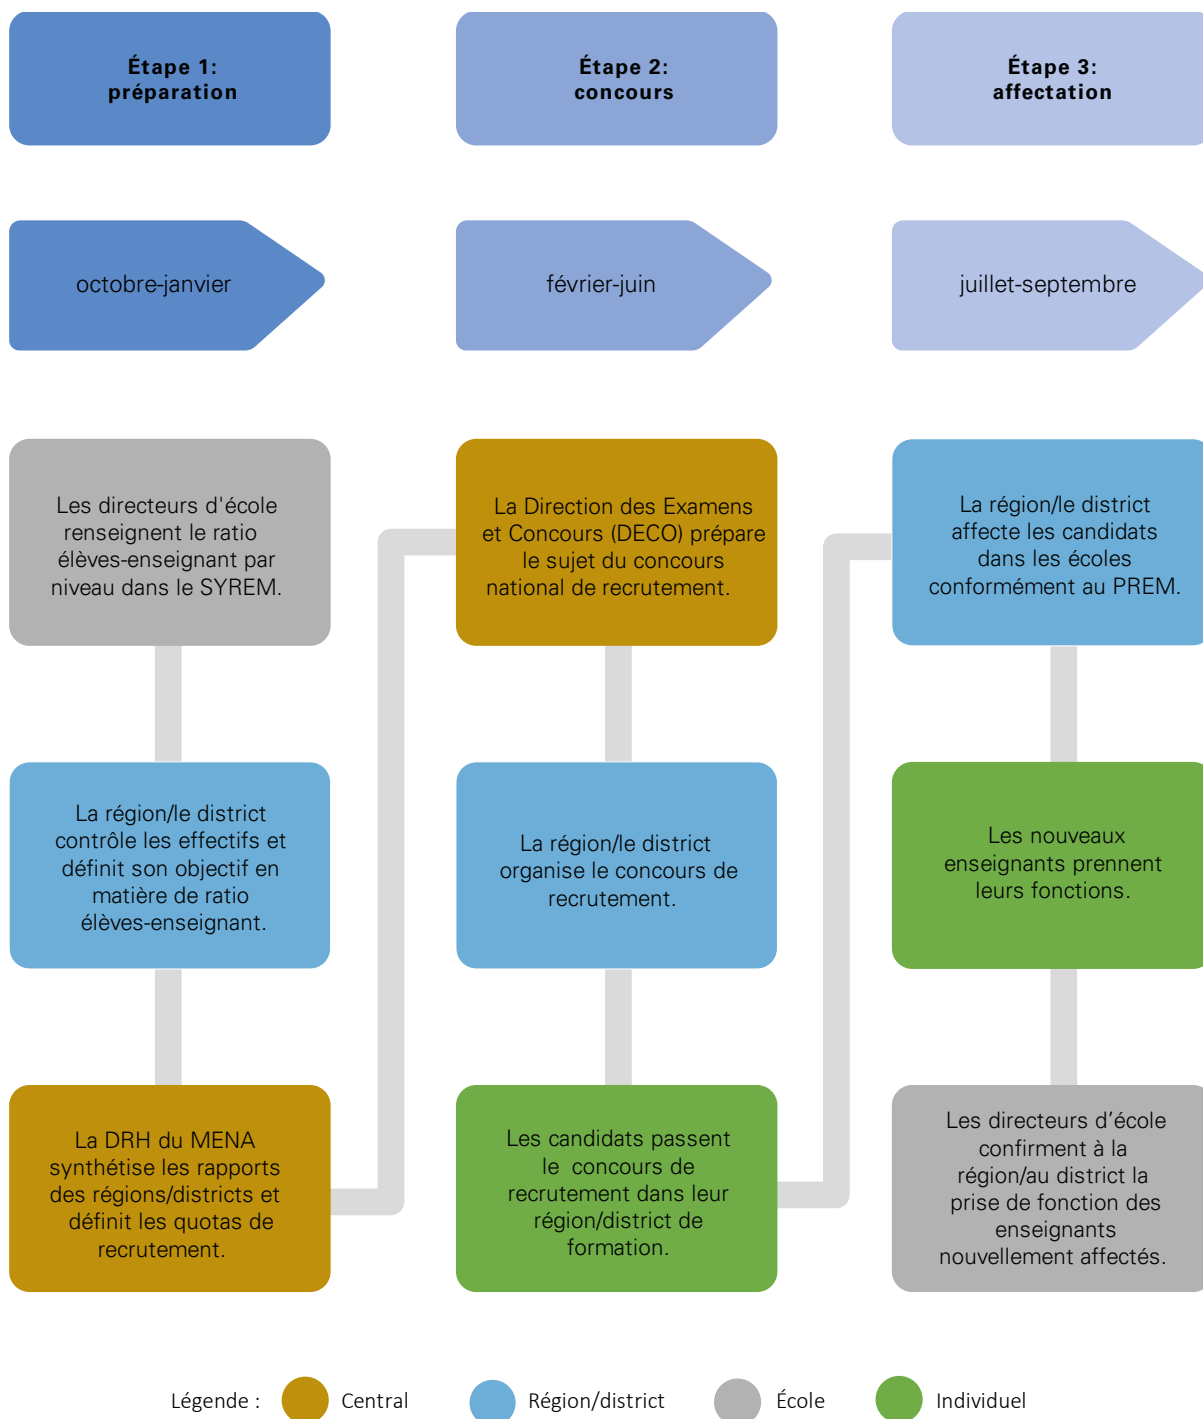 Étape 1:
préparation
Étape 2:
concours
Étape 3:
affectation
octobre-janvier
février-juin
juillet-septembre
Les directeurs d'école
renseignent le ratio
élèves-enseignant par
niveau dans le SYREM.
La région/le district
contrôle les effectifs et
définit son objectif en
matière de ratio
élèves-enseignant.
La DRH du MENA
synthétise les rapports
des régions/districts et
définit les quotas de
recrutement.
La Direction des Examens
et Concours (DECO) prépare
le sujet du concours
national de recrutement.
La région/le district
organise le concours de
recrutement.
Les candidats passent
le concours de
recrutement dans leur
région/district de
formation.
La région/le district
affecte les candidats
dans les écoles
conformément au PREM.
Les nouveaux
enseignants prennent
leurs fonctions.
Les directeurs d’école
confirment à la
région/au district la
prise de fonction des
enseignants
nouvellement affectés.
Légende : Central Région/district École Individuel